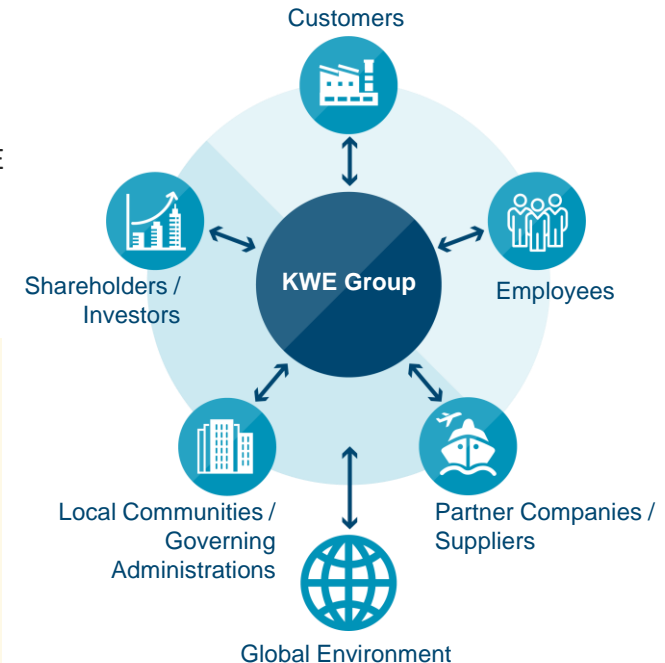 Customers
E
KWE Group
Shareholders /
Investors
Employees
Local Communities /
Governing
Administrations
Partner Companies /
Suppliers
Global Environment